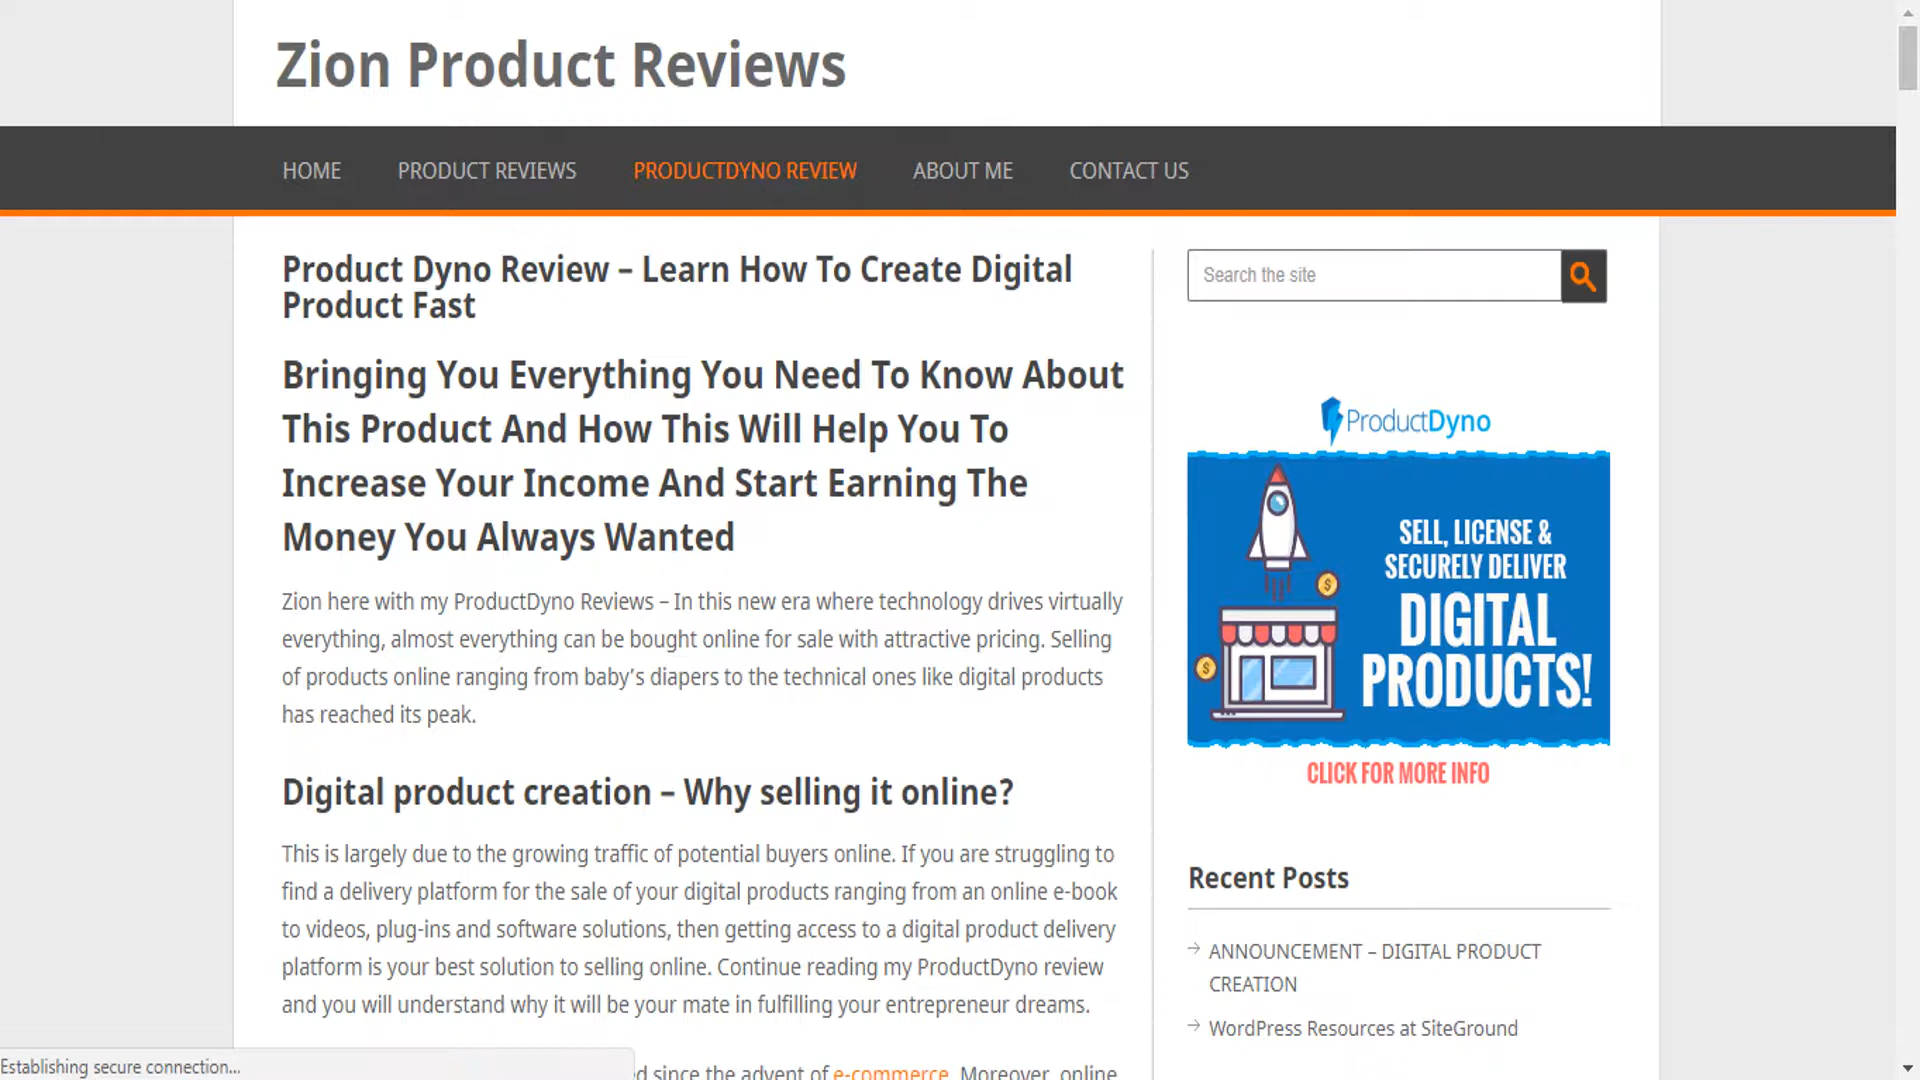 Zion Product Reviews
HOME PRODUCT REVIEWS PRODUCTDYNO REVIEW ABOUT ME CONTACT US
Product Dyno Review – Learn How To Create Digital
Product Fast
Bringing You Everything You Need To Know About
This Product And How This Will Help You To
Increase Your Income And Start Earning The
Money You Always Wanted
Zion here with my ProductDyno Reviews – In this new era where technology drives virtually
everything, almost everything can be bought online for sale with attractive pricing. Selling
of products online ranging from baby’s diapers to the technical ones like digital products
has reached its peak.
Digital product creation – Why selling it online?
This is largely due to the growing traffic of potential buyers online. If you are struggling to
find a delivery platform for the sale of your digital products ranging from an online e-book
to videos, plug-ins and software solutions, then getting access to a digital product delivery
platform is your best solution to selling online. Continue reading my ProductDyno review
and you will understand why it will be your mate in fulfilling your entrepreneur dreams.
since the advent of e-commerce. Moreover, online
Search the site
ProductDyno
SELL, LICENSE &
SECURELY DELIVER
DIGITAL
PRODUCTS!
$
$
CLICK FOR MORE INFO
Recent Posts
ANNOUNCEMENT – DIGITAL PRODUCT
CREATION
WordPress Resources at SiteGround
Establishing secure connection...